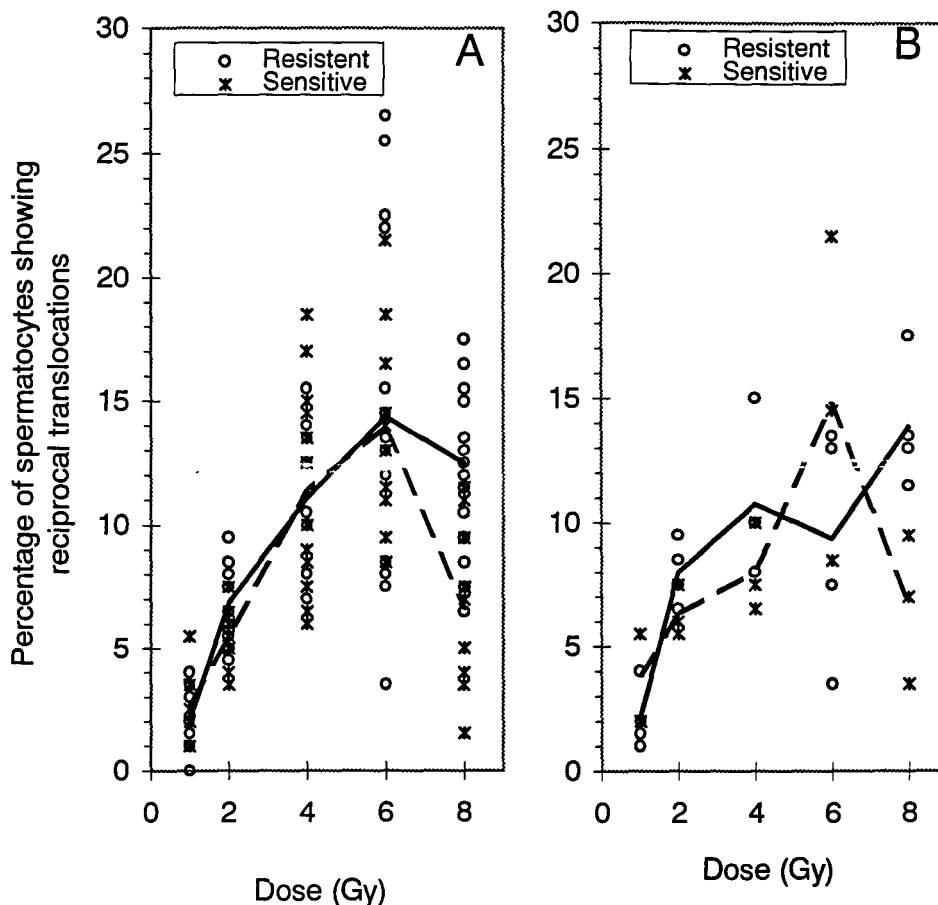 Percentage of spermatocytes showing
reciprocal translocations
30
25
20
15
10
5
0
Resistent
Sensitive
A
0 2 4 6 8
Dose (Gy)
30
25
20
15
10
5
0
Resistent
Sensitive
B
0 2 4 6 8
Dose (Gy)